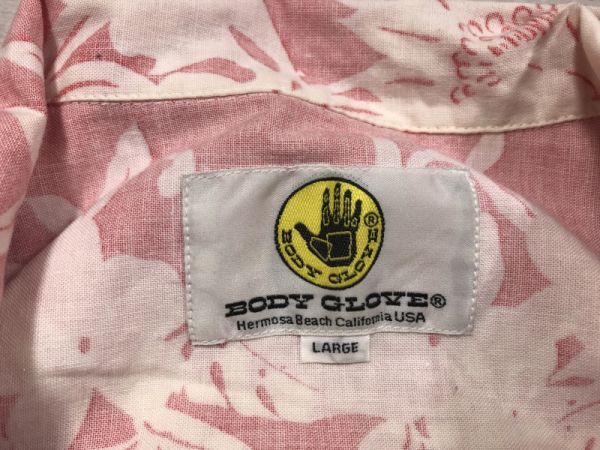 BODY GLOVE®
BODY GLOVE®
Hermosa Beach California USA
LARGE